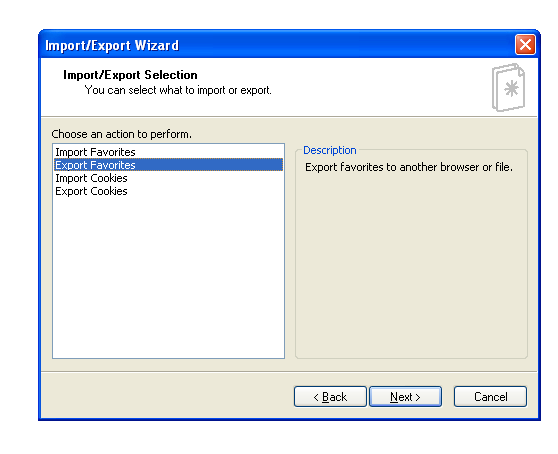 Import/Export Wizard
Import/Export Selection
You can select what to import or export.
Choose an action to perform.
Import Favorites
Export Favorites
Import Cookies
Export Cookies
Description
Export favorites to another browser or file.
< Back
Next >
Cancel